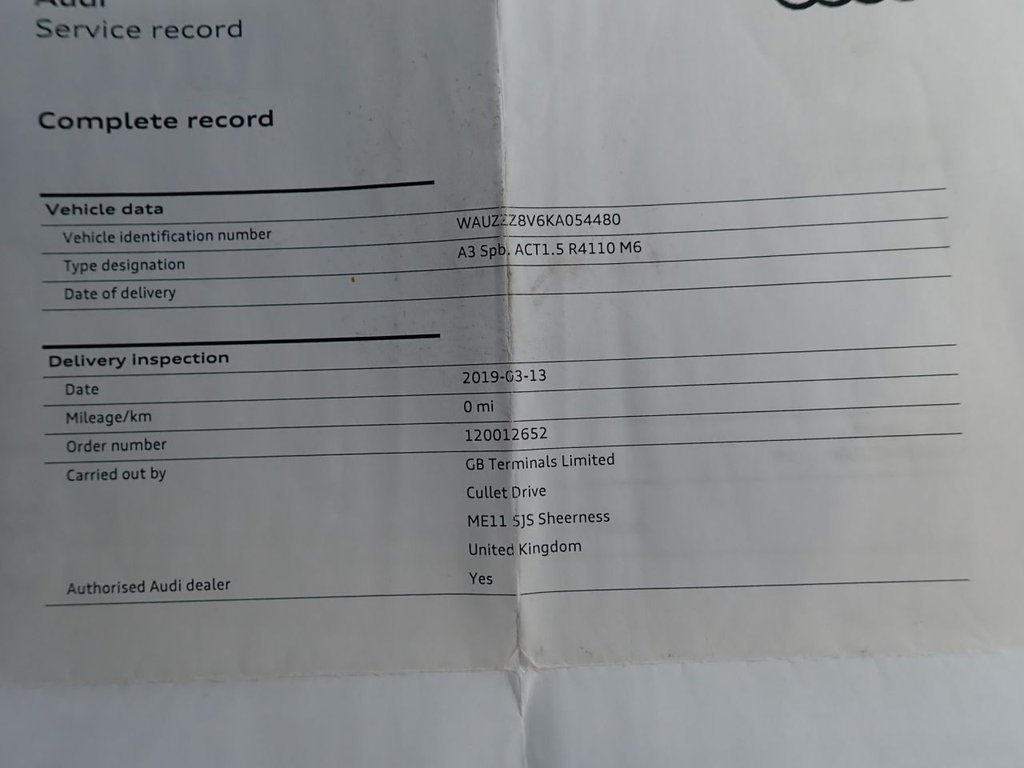 Audi
Service record
Complete record
Vehicle data
Vehicle identification number WAUZZZ8V6KA054480
Type designation A3 Spb. ACT1.5 R4110 M6
Date of delivery
Delivery inspection
Date 2019-03-13
Mileage/km 0 mi
Order number 120012652
Carried out by GB Terminals Limited
Cullet Drive
ME11 5JS Sheerness
United Kingdom
Authorised Audi dealer Yes